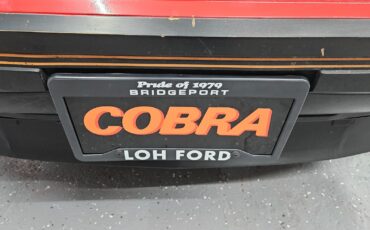 Pride of 1979
BRIDGEPORT
COBRA
LOH FORD